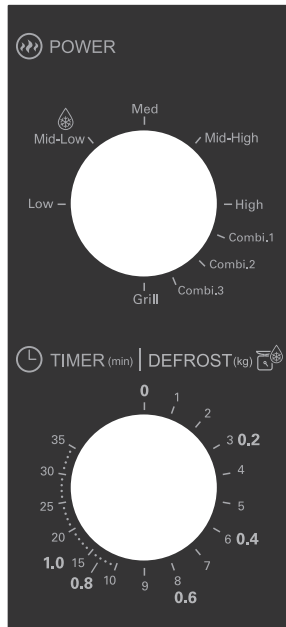 POWER
Med
Mid-Low Mid-High
Low High
Combi.1
Combi.2
Combi.3
Grill
TIMER (min) | DEFROST (kg)
0
1
35 2
30 3 0.2
4
25 5
20 6 0.4
1.0 15 7
0.8 10 9 8
0.6